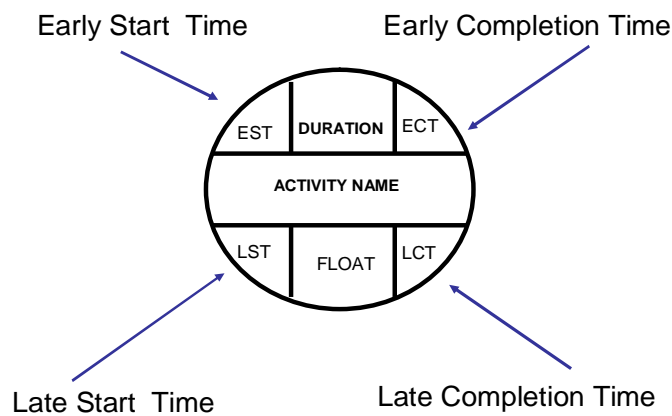 Early Start Time
Early Completion Time
EST
DURATION
ECT
ACTIVITY NAME
LST
FLOAT
LCT
Late Start Time
Late Completion Time